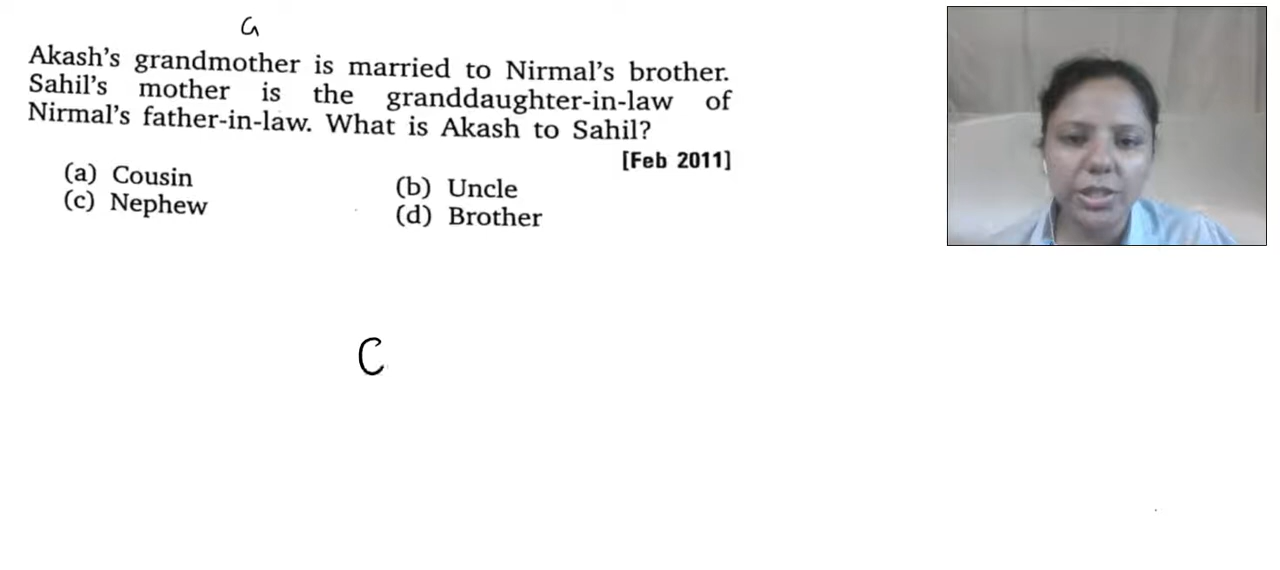 G
Akash's grandmother is married to Nirmal's brother.
Sahil's mother is the granddaughter-in-law of
Nirmal's father-in-law. What is Akash to Sahil?
[Feb 2011]
(a) Cousin
(b) Uncle
(c) Nephew
(d) Brother
C